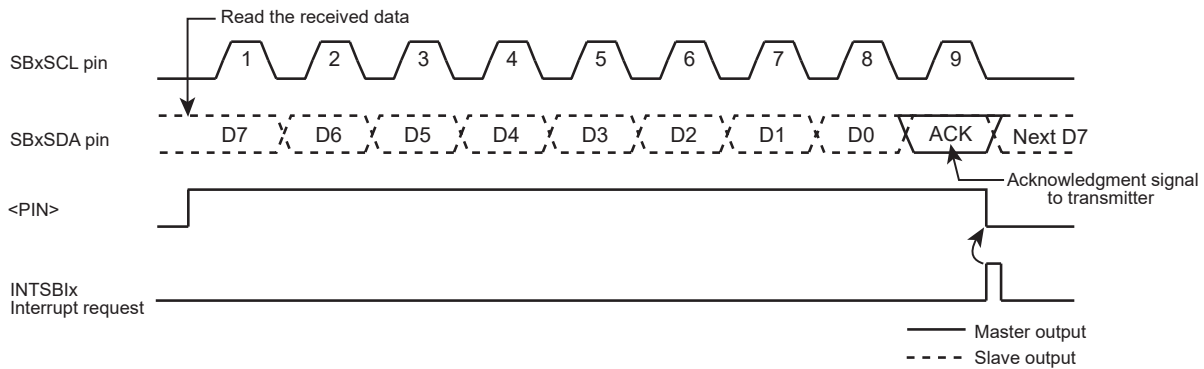 Read the received data
SBxSCL pin
1 2 3 4 5 6 7 8 9
SBxSDA pin
D7 D6 D5 D4 D3 D2 D1 D0 ACK Next D7
Acknowledgment signal
to transmitter
<PIN>
INTSBIx
Interrupt request
Master output
Slave output